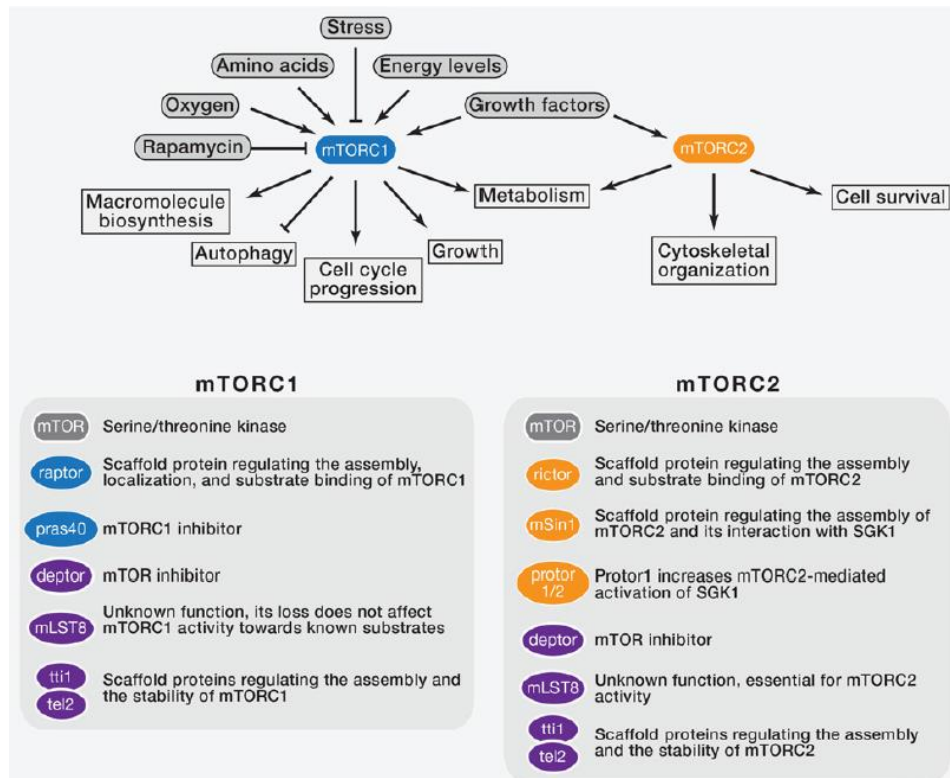 Stress
Amino acids
Energy levels
Oxygen
Growth factors
Rapamycin
mTORC1
mTORC2
Macromolecule
biosynthesis
Autophagy
Cell cycle
progression
Growth
Metabolism
Cytoskeletal
organization
Cell survival
mTORC1
mTOR
Serine/threonine kinase
raptor
Scaffold protein regulating the assembly,
localization, and substrate binding of mTORC1
pras40
mTORC1 inhibitor
deptor
mTOR inhibitor
mLST8
Unknown function, its loss does not affect
mTORC1 activity towards known substrates
tti1
tel2
Scaffold proteins regulating the assembly and
the stability of mTORC1
mTORC2
mTOR
Serine/threonine kinase
rictor
Scaffold protein regulating the assembly
and substrate binding of mTORC2
mSin1
Scaffold protein regulating the assembly of
mTORC2 and its interaction with SGK1
protor
1/2
Protor1 increases mTORC2-mediated
activation of SGK1
deptor
mTOR inhibitor
mLST8
Unknown function, essential for mTORC2
activity
tti1
tel2
Scaffold proteins regulating the assembly
and the stability of mTORC2